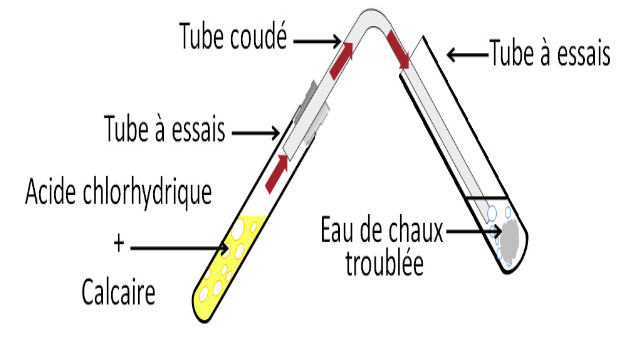 Tube coudé
Tube à essais
Tube à essais
Acide chlorhydrique
+
Calcaire
Eau de chaux
troublée